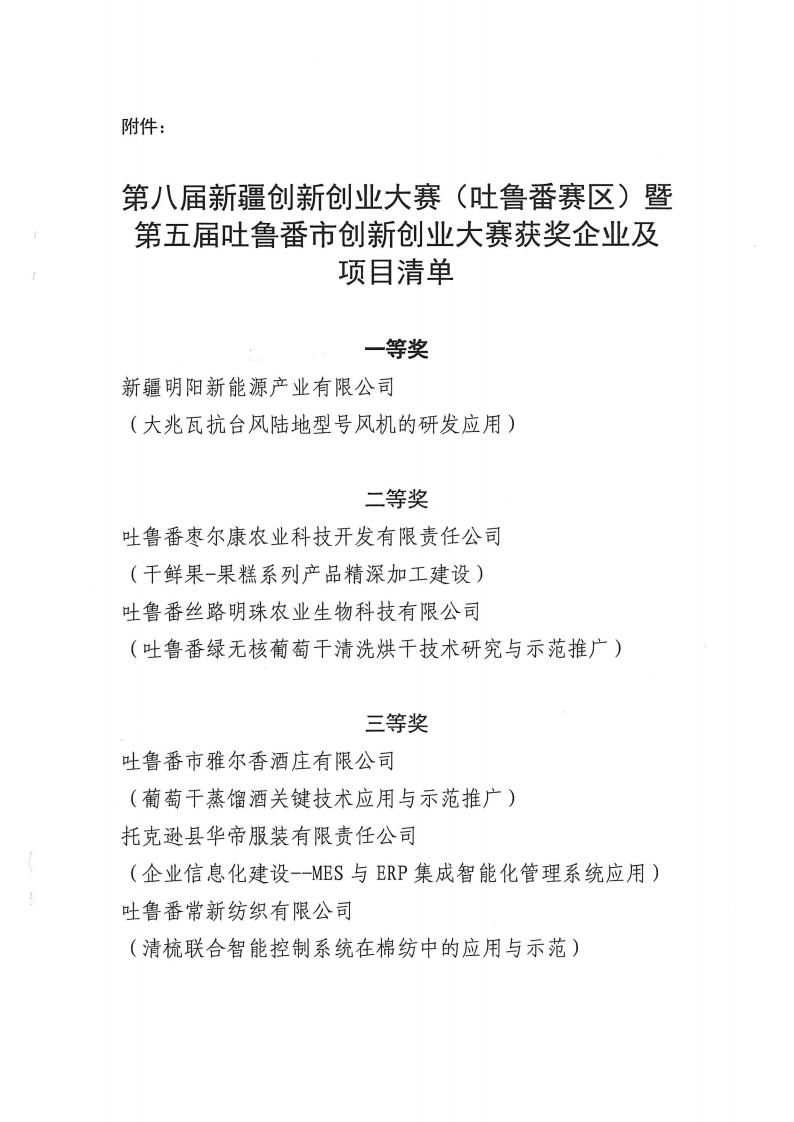 附件：
第八届新疆创新创业大赛（吐鲁番赛区）暨
第五届吐鲁番市创新创业大赛获奖企业及
项目清单
一等奖
新疆明阳新能源产业有限公司
（大兆瓦抗台风陆地型号风机的研发应用）
二等奖
吐鲁番枣尔康农业科技开发有限责任公司
（干鲜果-果糕系列产品精深加工建设）
吐鲁番丝路明珠农业生物科技有限公司
（吐鲁番绿无核葡萄干清洗烘干技术研究与示范推广）
三等奖
吐鲁番市雅尔香酒庄有限公司
（葡萄干蒸馏酒关键技术应用与示范推广）
托克逊县华帝服装有限责任公司
（企业信息化建设--MES 与 ERP 集成智能化管理系统应用）
吐鲁番常新纺织有限公司
（清梳联合智能控制系统在棉纺中的应用与示范）